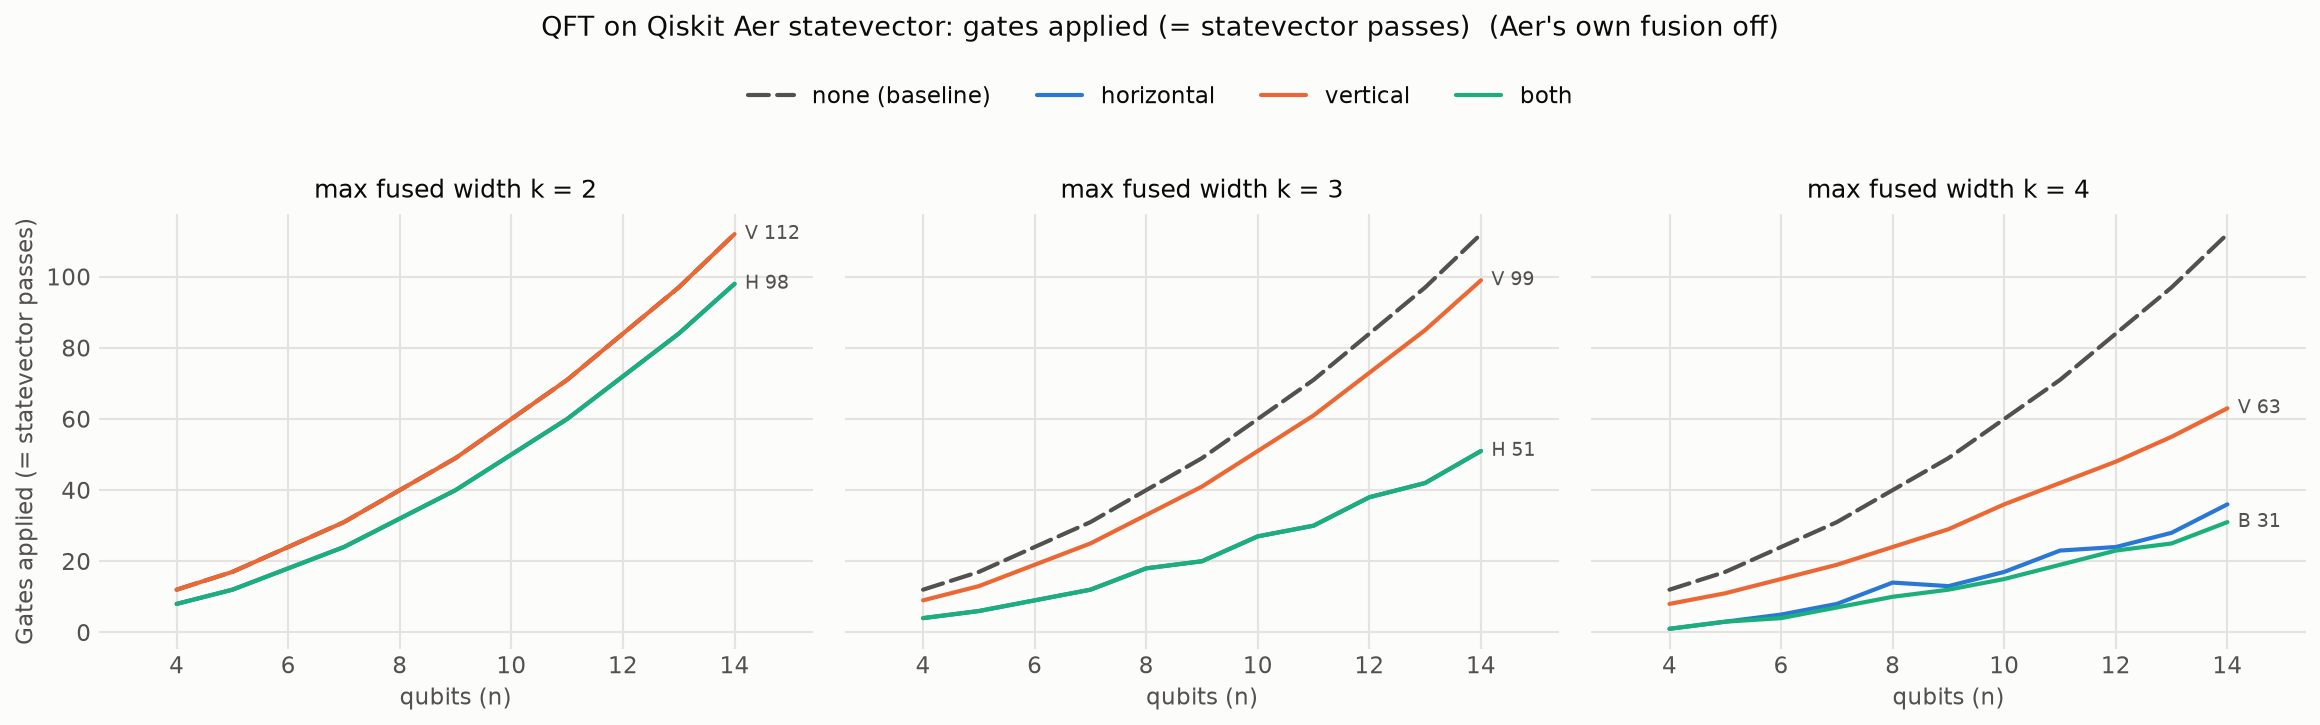 QFT on Qiskit Aer statevector: gates applied (= statevector passes)  (Aer's own fusion off)
none (baseline)
horizontal
vertical
both
Gates applied (= statevector passes)
max fused width k = 2
100
80
60
40
20
0
V 112
H 98
4 6 8 10 12 14
qubits (n)
max fused width k = 3
V 99
H 51
4 6 8 10 12 14
qubits (n)
max fused width k = 4
V 63
B 31
4 6 8 10 12 14
qubits (n)